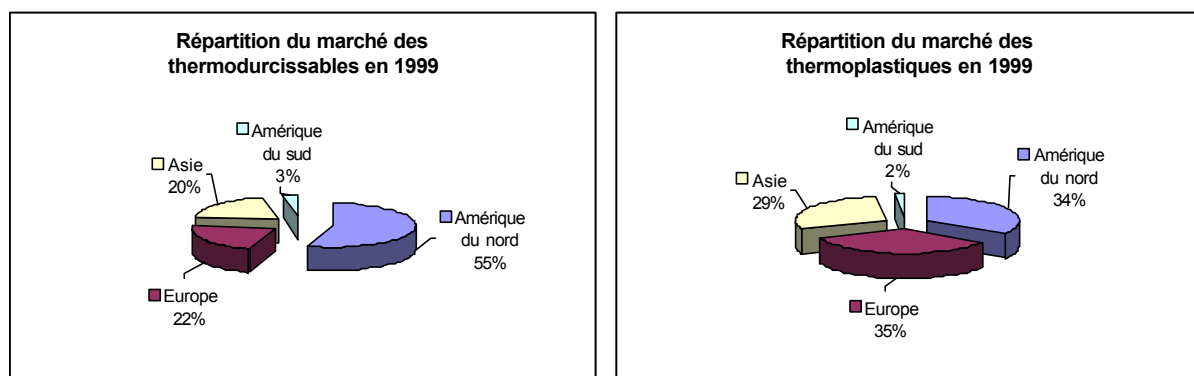 Répartition du marché des
thermodurcissables en 1999
Amérique
du sud
3%
Asie
20%
Amérique
du nord
55%
Europe
22%
Répartition du marché des
thermoplastiques en 1999
Amérique
du sud
2%
Amérique
du nord
34%
Asie
29%
Europe
35%